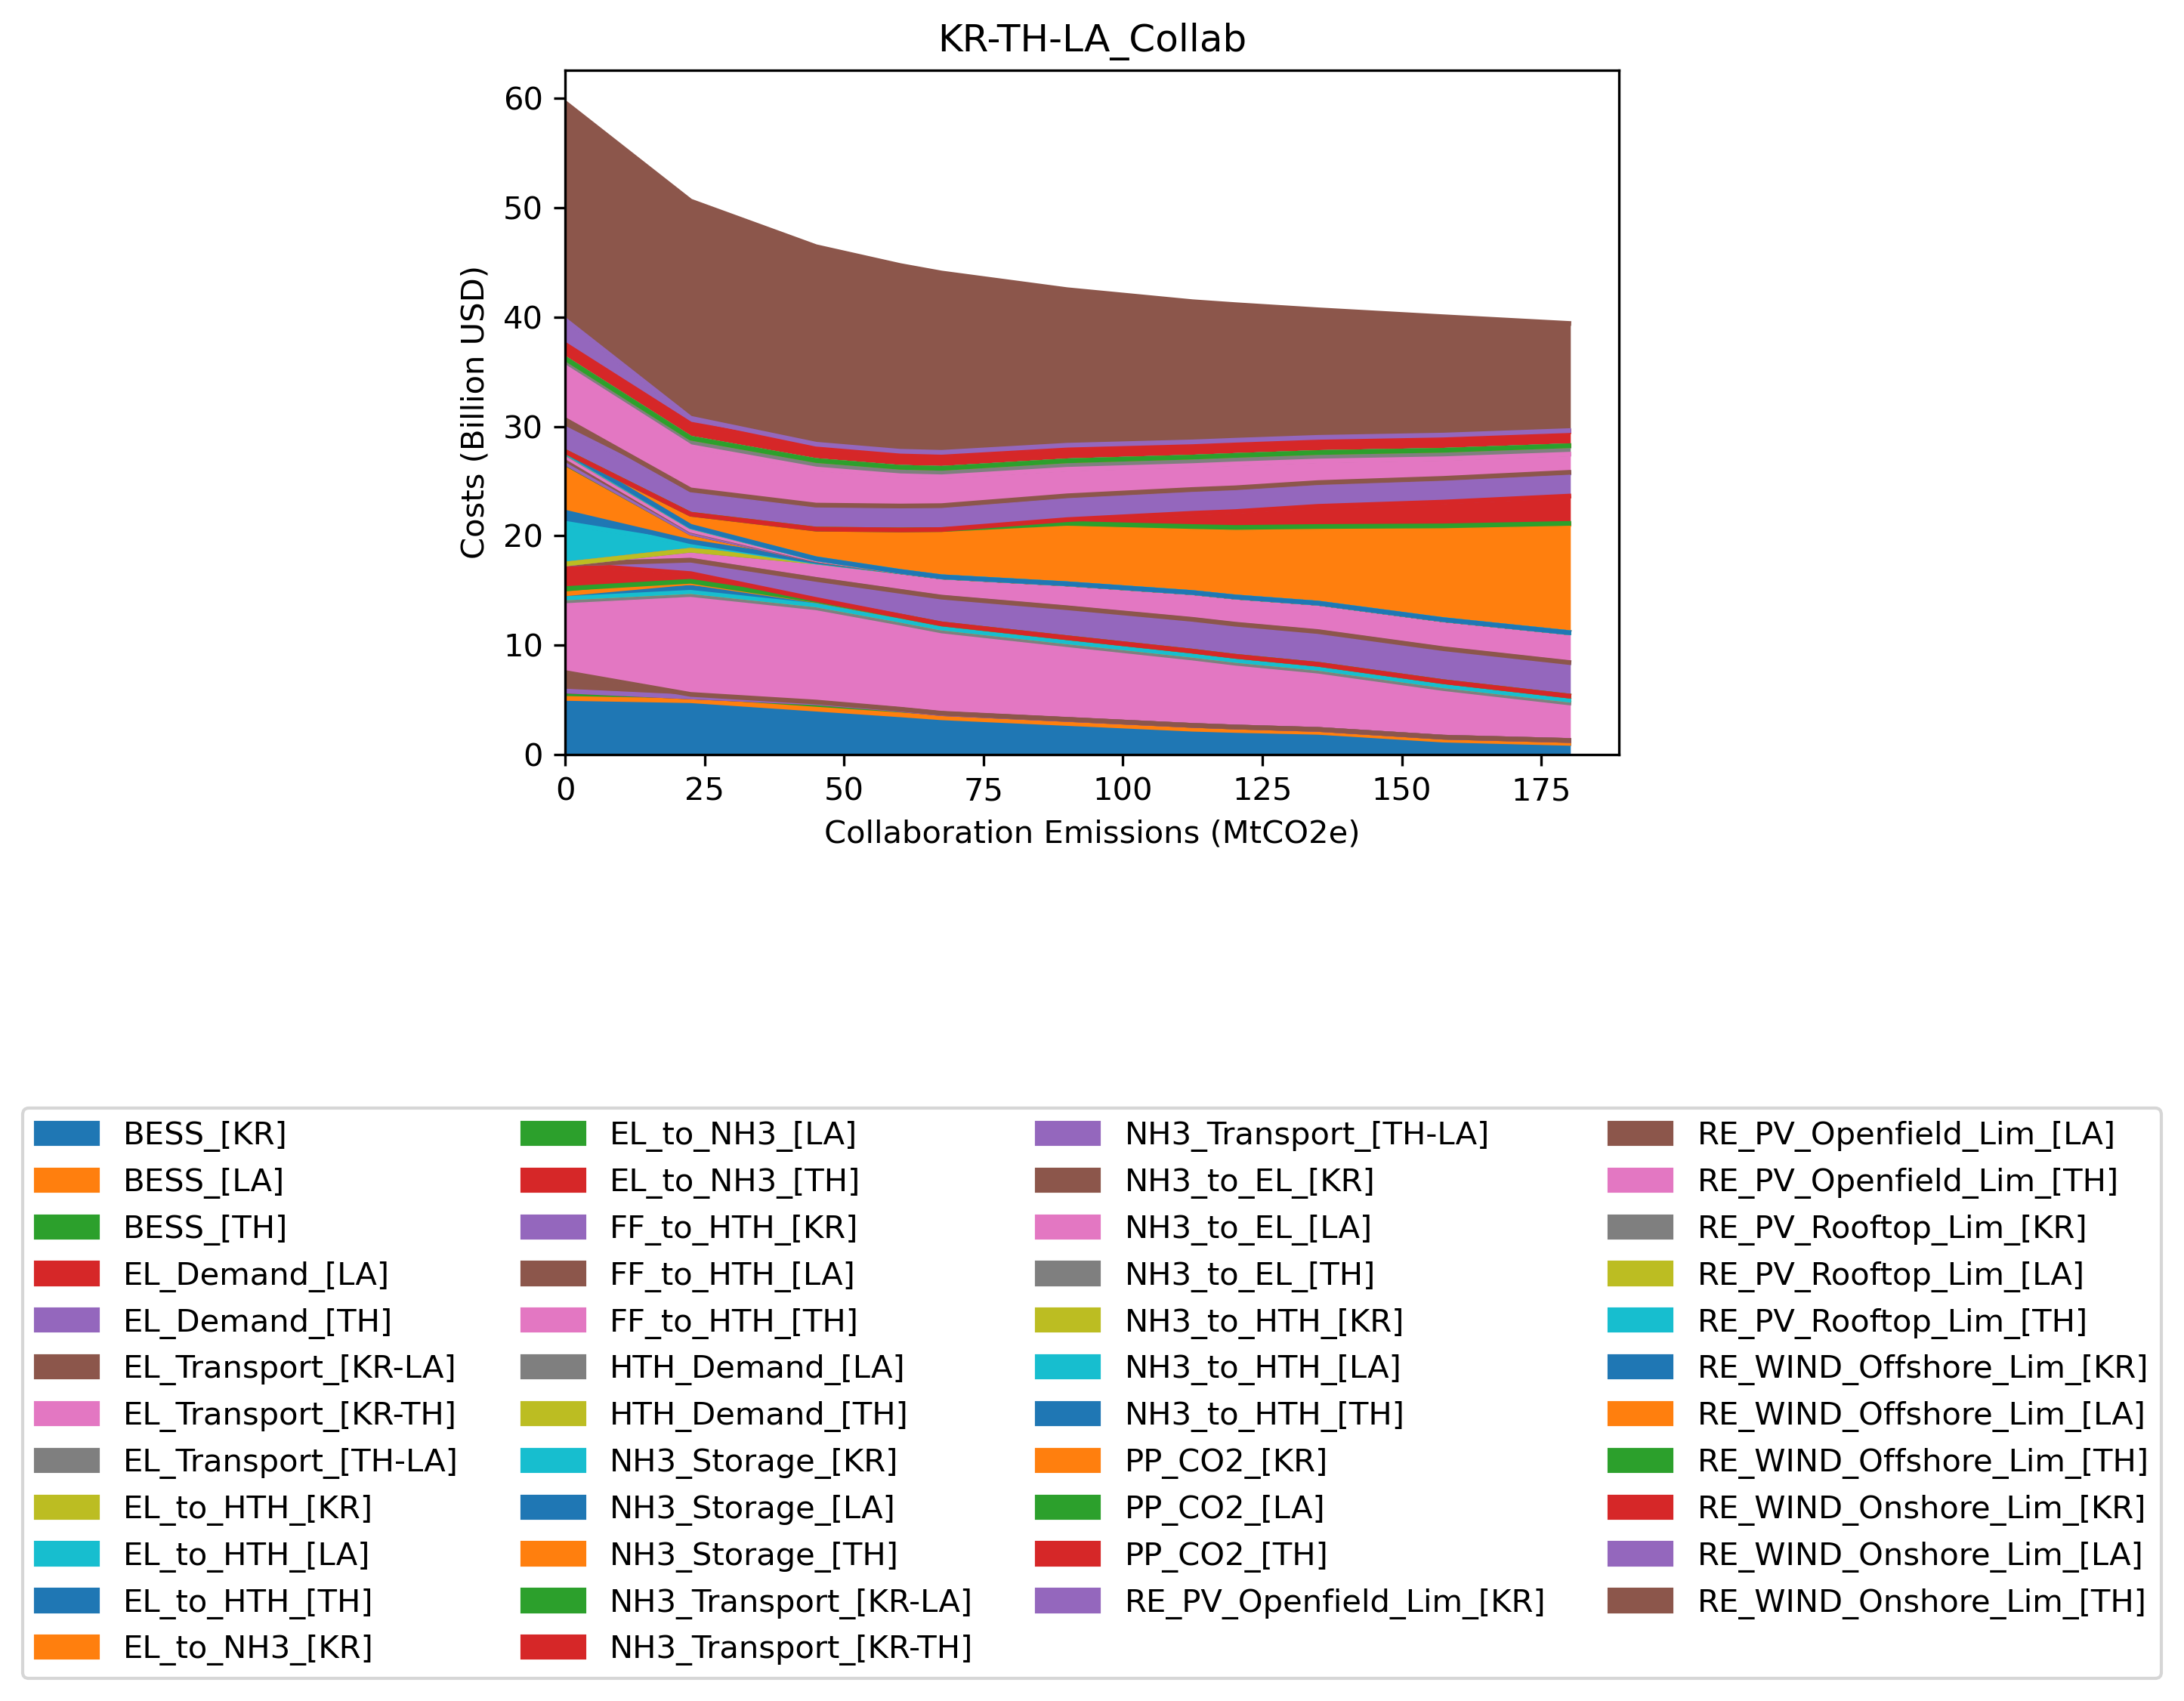 KR-TH-LA_Collab
60
50
40
30
20
10
0
Costs (Billion USD)
0 25 50 75 100 125 150 175
Collaboration Emissions (MtCO2e)
BESS_[KR]
BESS_[LA]
BESS_[TH]
EL_Demand_[LA]
EL_Demand_[TH]
EL_Transport_[KR-LA]
EL_Transport_[KR-TH]
EL_Transport_[TH-LA]
EL_to_HTH_[KR]
EL_to_HTH_[LA]
EL_to_HTH_[TH]
EL_to_NH3_[KR]
EL_to_NH3_[LA]
EL_to_NH3_[TH]
FF_to_HTH_[KR]
FF_to_HTH_[LA]
FF_to_HTH_[TH]
HTH_Demand_[LA]
HTH_Demand_[TH]
NH3_Storage_[KR]
NH3_Storage_[LA]
NH3_Storage_[TH]
NH3_Transport_[KR-LA]
NH3_Transport_[KR-TH]
NH3_Transport_[TH-LA]
NH3_to_EL_[KR]
NH3_to_EL_[LA]
NH3_to_EL_[TH]
NH3_to_HTH_[KR]
NH3_to_HTH_[LA]
NH3_to_HTH_[TH]
PP_CO2_[KR]
PP_CO2_[LA]
PP_CO2_[TH]
RE_PV_Openfield_Lim_[KR]
RE_PV_Openfield_Lim_[LA]
RE_PV_Openfield_Lim_[TH]
RE_PV_Rooftop_Lim_[KR]
RE_PV_Rooftop_Lim_[LA]
RE_PV_Rooftop_Lim_[TH]
RE_WIND_Offshore_Lim_[KR]
RE_WIND_Offshore_Lim_[LA]
RE_WIND_Offshore_Lim_[TH]
RE_WIND_Onshore_Lim_[KR]
RE_WIND_Onshore_Lim_[LA]
RE_WIND_Onshore_Lim_[TH]